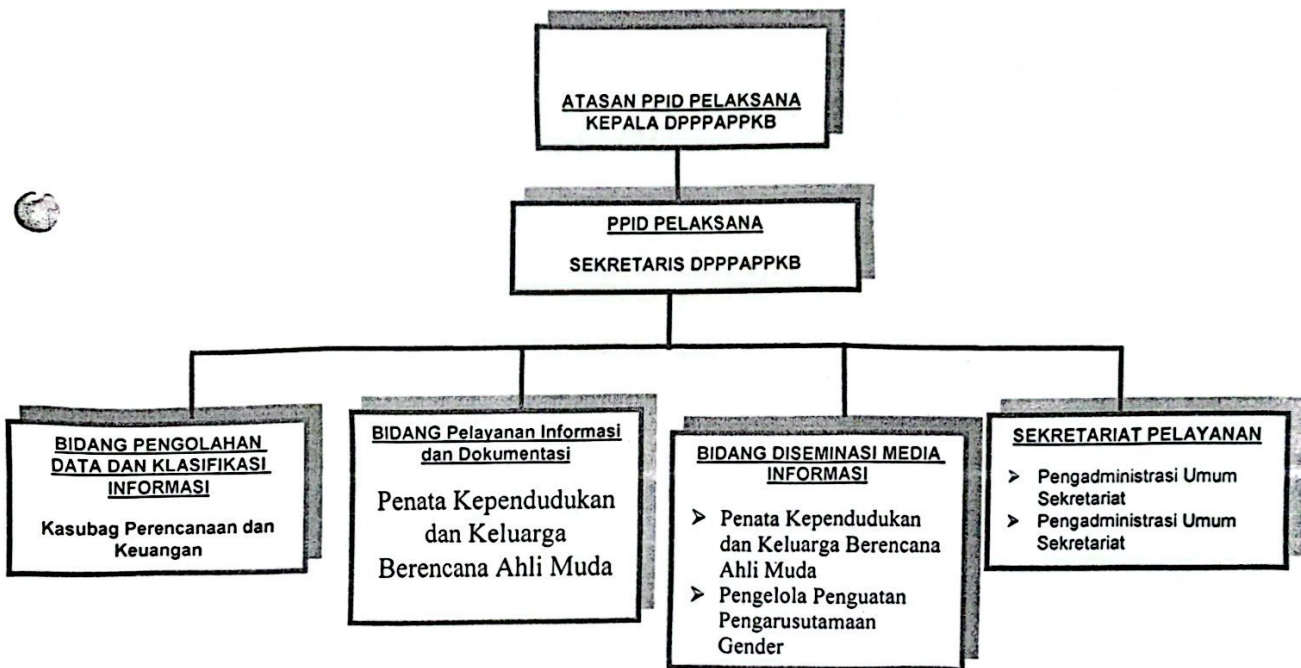 ATASAN PPID PELAKSANA
KEPALA DPPPAPPKB
PPID PELAKSANA
SEKRETARIS DPPPAPPKB
BIDANG PENGOLAHAN
DATA DAN KLASIFIKASI
INFORMASI
Kasubag Perencanaan dan
Keuangan
BIDANG Pelayanan Informasi
dan Dokumentasi
Penata Kependudukan
dan Keluarga
Berencana Ahli Muda
BIDANG DISEMINASI MEDIA
INFORMASI
➢ Penata Kependudukan
dan Keluarga Berencana
Ahli Muda
➢ Pengelola Penguatan
Pengarusutamaan
Gender
SEKRETARIAT PELAYANAN
➢ Pengadministrasi Umum
Sekretariat
➢ Pengadministrasi Umum
Sekretariat